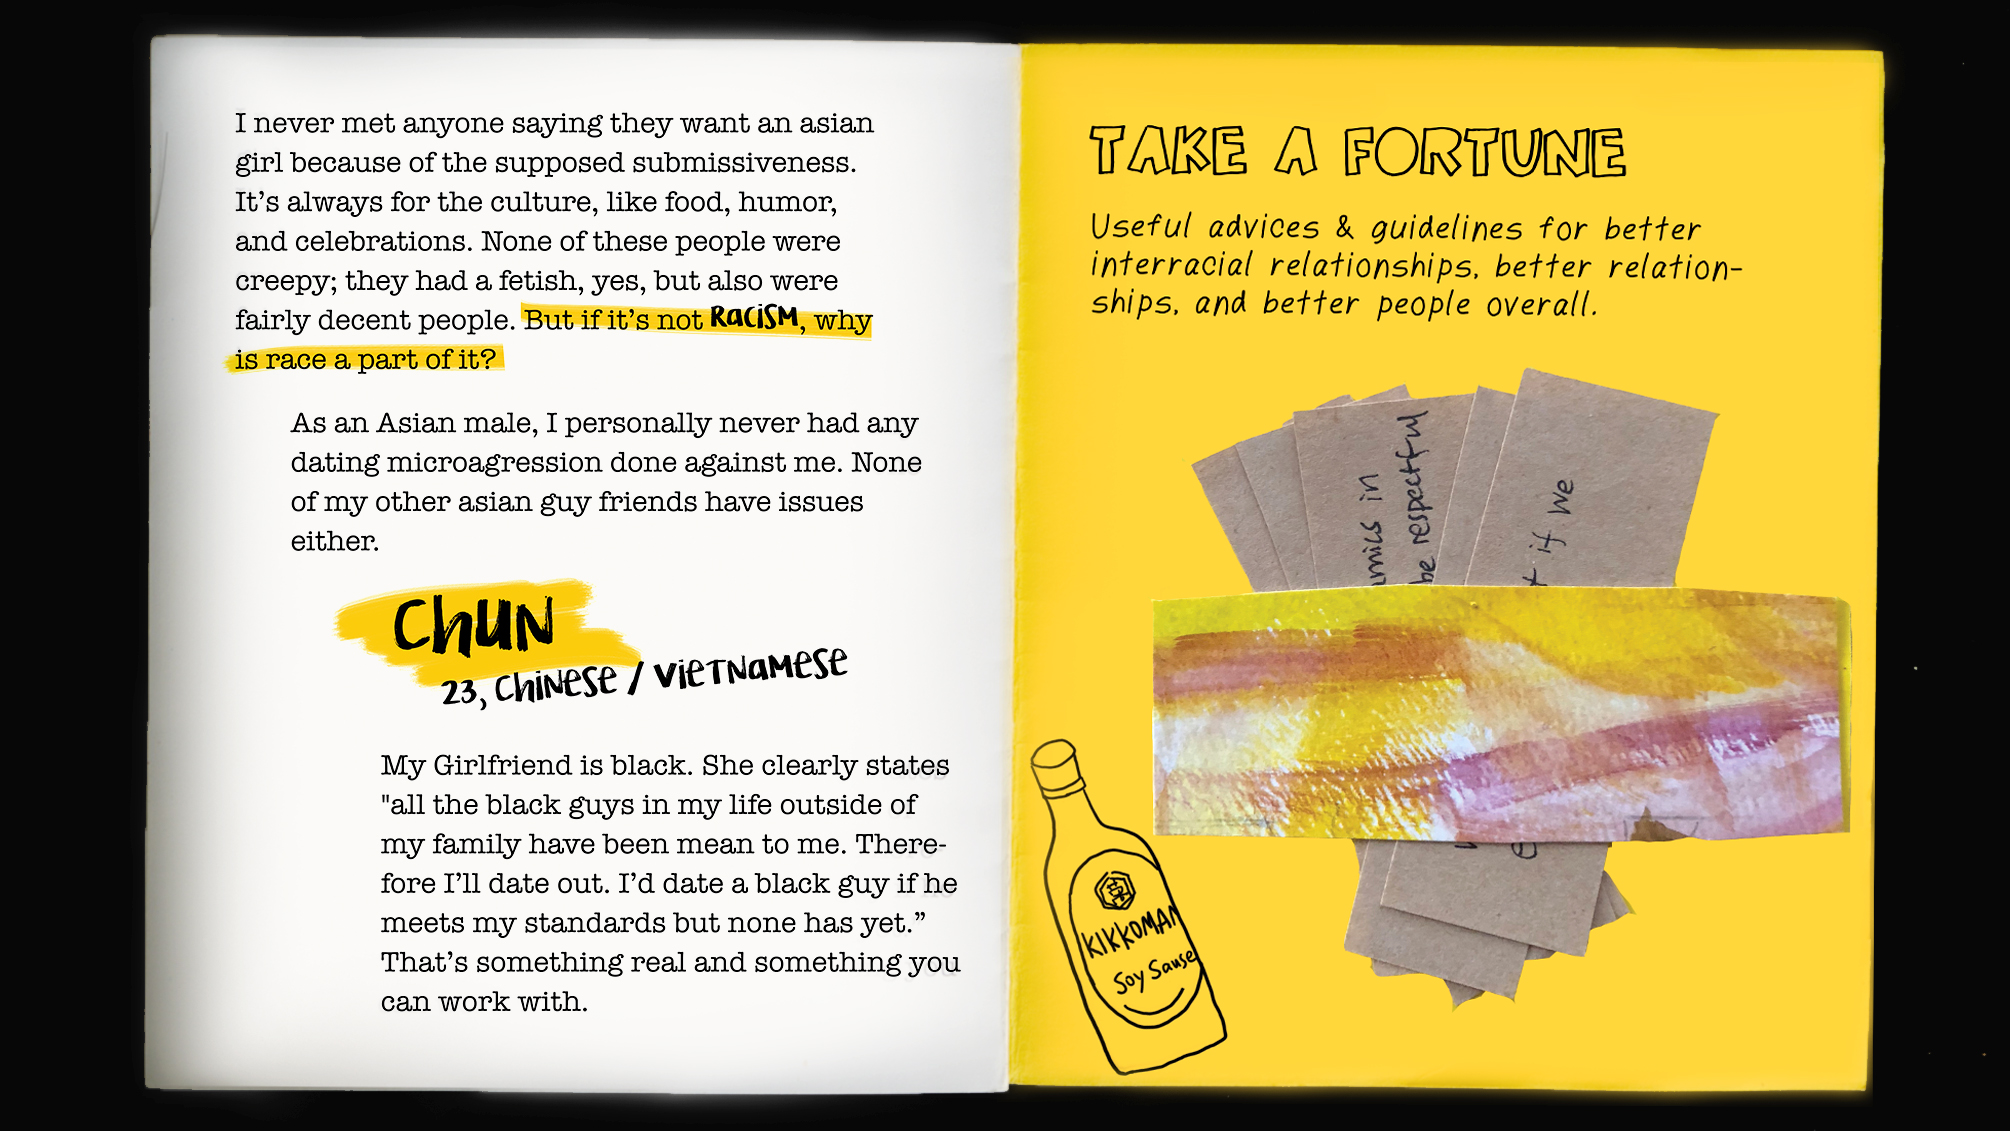 I never met anyone saying they want an asian
girl because of the supposed submissiveness.
It's always for the culture, like food, humor,
and celebrations. None of these people were
creepy; they had a fetish, yes, but also were
fairly decent people. But if it's not RacisM, why
is race a part of it?
As an Asian male, I personally never had any
dating microagression done against me. None
of my other asian guy friends have issues
either.
CHUN
23, CHiNeSe / VieTNaMeSe
My Girlfriend is black. She clearly states
"all the black guys in my life outside of
my family have been mean to me. There-
fore I'll date out. I'd date a black guy if he
meets my standards but none has yet.”
That's something real and something you
can work with.
TAKE A FORTUNE
Useful advices & guidelines for better
interracial relationships, better relation-
ships, and better people overall.
in
respectful
if we
KIKKOMAN
Soy Sause